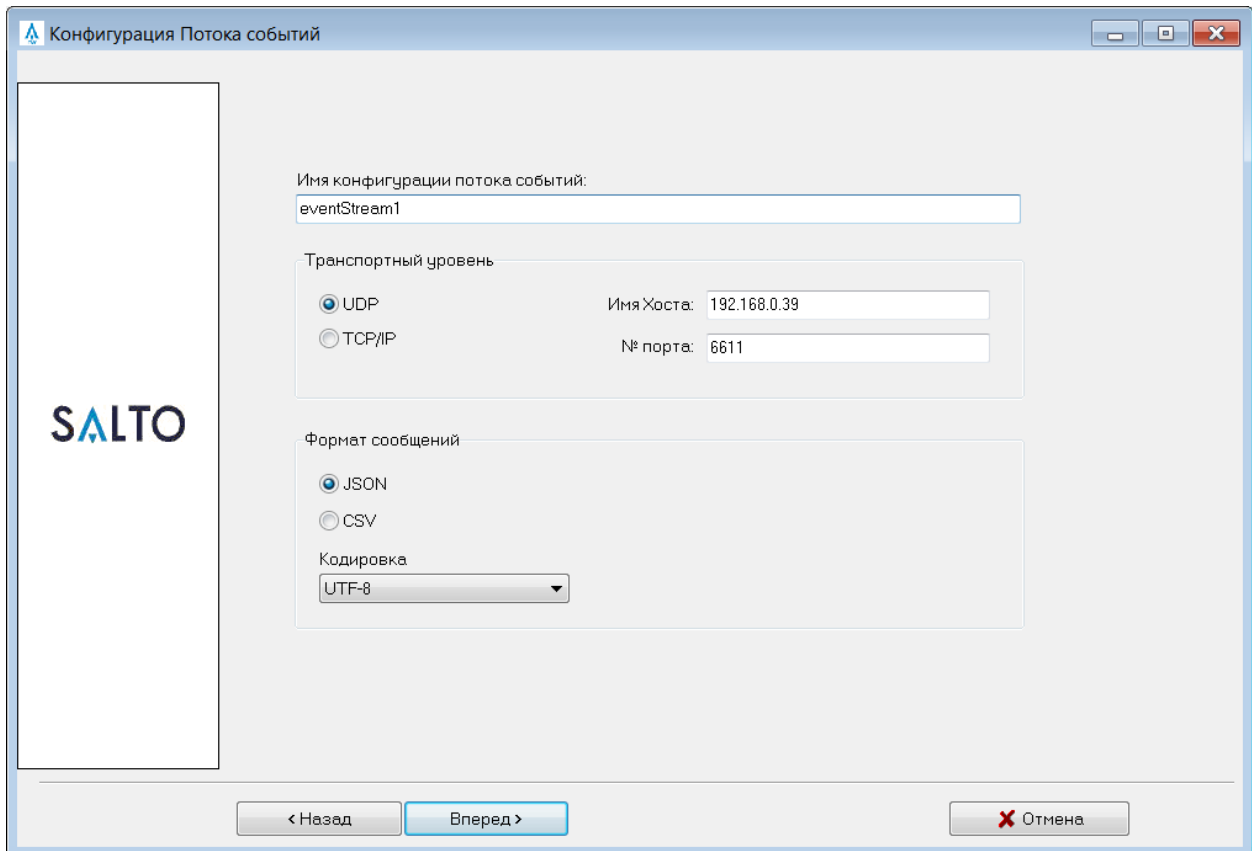 Конфигурация Потока событий
Имя конфигурации потока событий:
eventStream1
Транспортный уровень
UDP
Имя Хоста: 192.168.0.39
TCP/IP
№ порта: 6611
SALTO
Формат сообщений
JSON
CSV
Кодировка
UTF-8
< Назад
Вперед >
Отмена